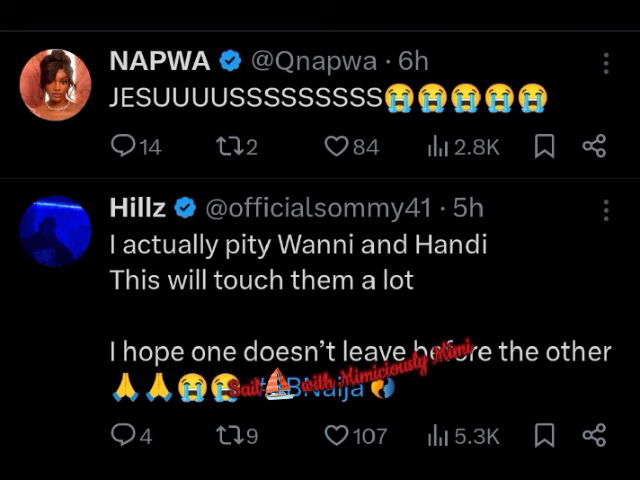 NAPWA @Qnapwa · 6h
JESUUUUSSSSSSSSS😭😭😭😭😭
14 2 84 2.8K
Hillz @officialsommy41 · 5h
I actually pity Wanni and Handi
This will touch them a lot
I hope one doesn't leave before the other
🙏🙏😭😭 #BBNaija
Sail⛵with Mimiciously Mimi
4 9 107 5.3K